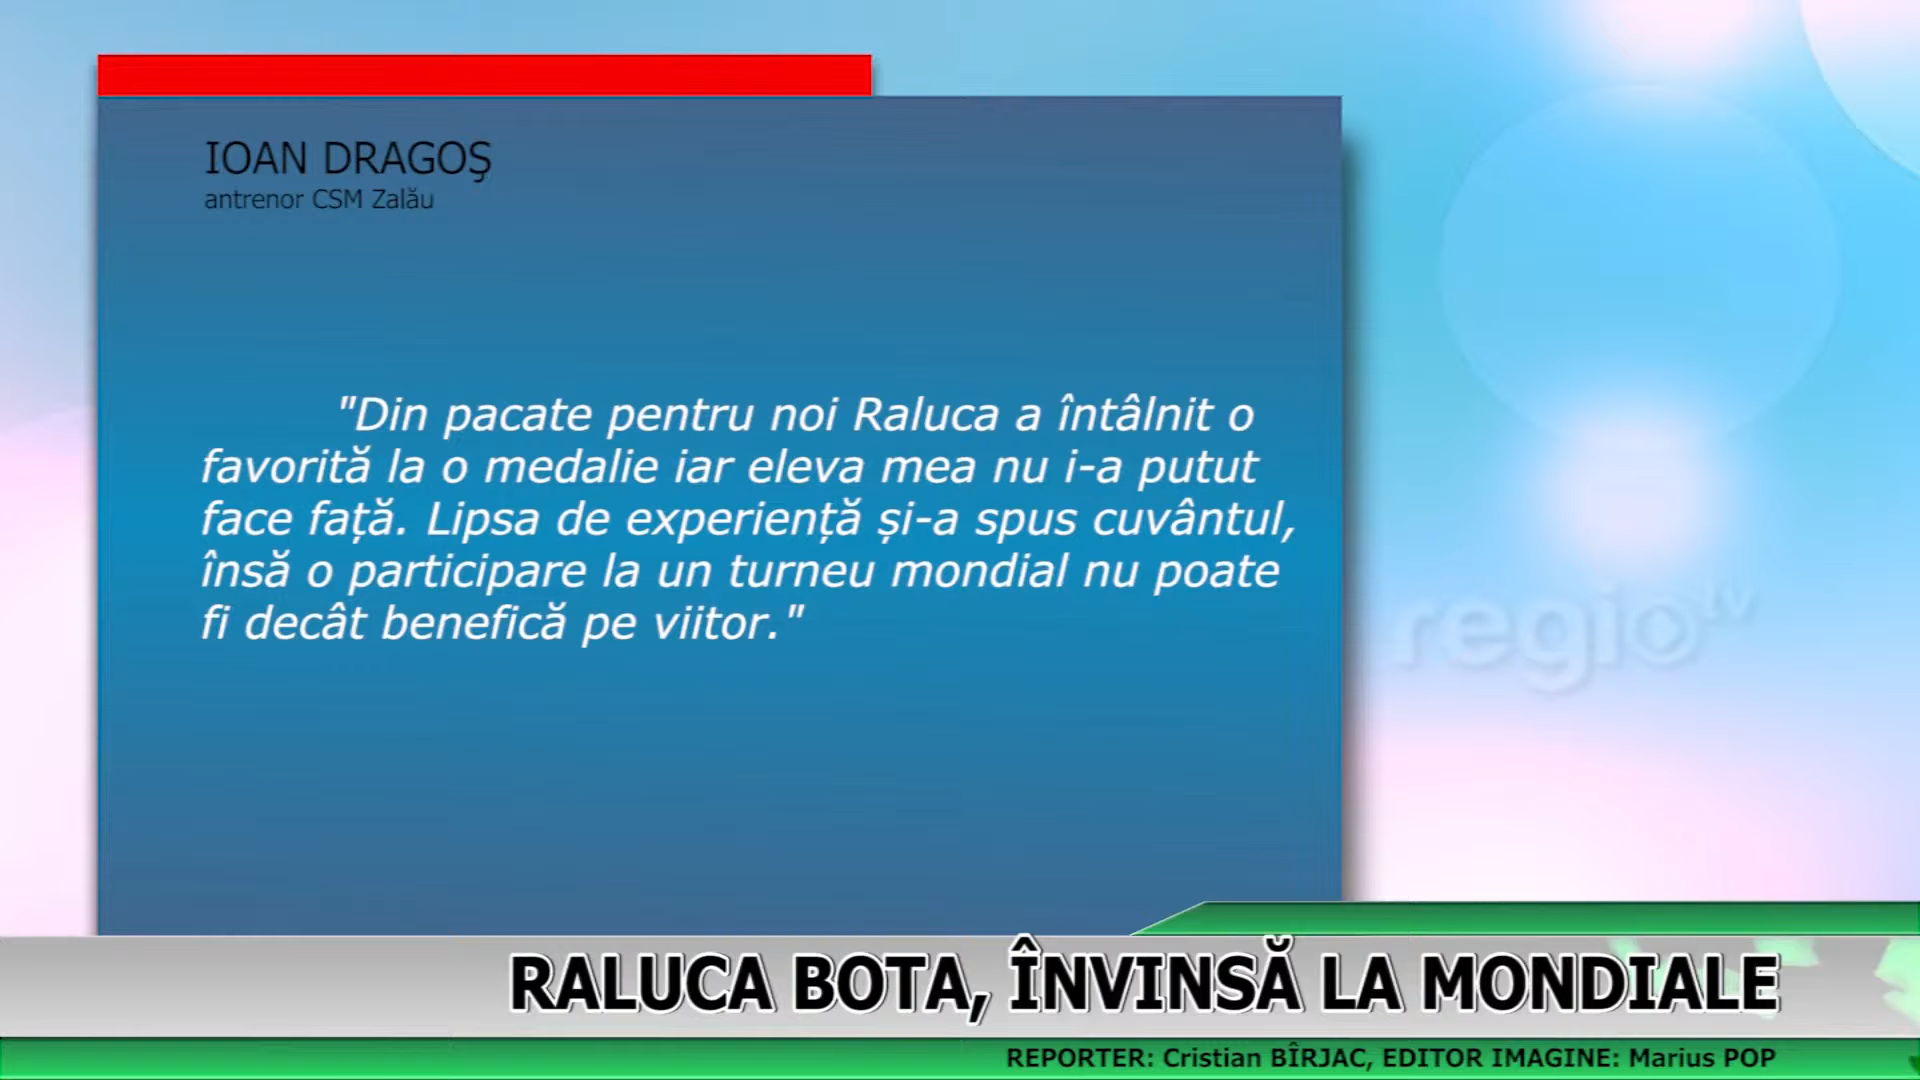 IOAN DRAGOŞ
antrenor CSM Zalău
"Din pacate pentru noi Raluca a întâlnit o
favorită la o medalie iar eleva mea nu i-a putut
face față. Lipsa de experiență și-a spus cuvântul,
însă o participare la un turneu mondial nu poate
fi decât benefică pe viitor."
regio tv
RALUCA BOTA, ÎNVINSĂ LA MONDIALE
REPORTER: Cristian BÎRJAC, EDITOR IMAGINE: Marius POP